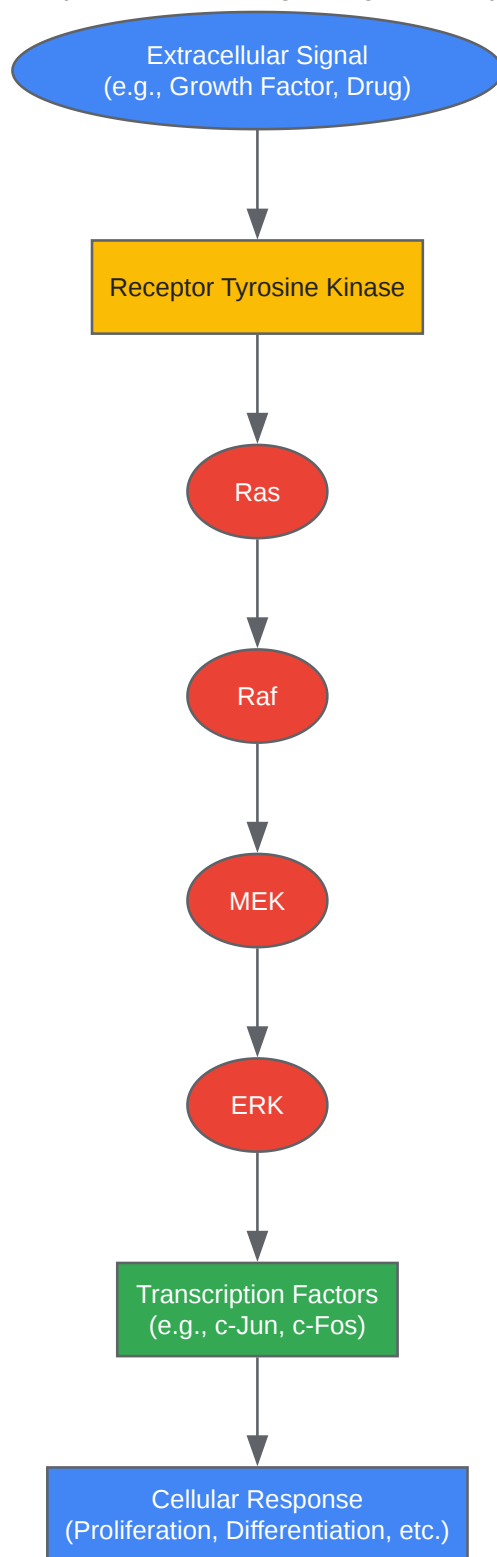 Extracellular Signal
(e.g., Growth Factor, Drug)
Receptor Tyrosine Kinase
Ras
Raf
MEK
ERK
Transcription Factors
(e.g., c-Jun, c-Fos)
Cellular Response
(Proliferation, Differentiation, etc.)